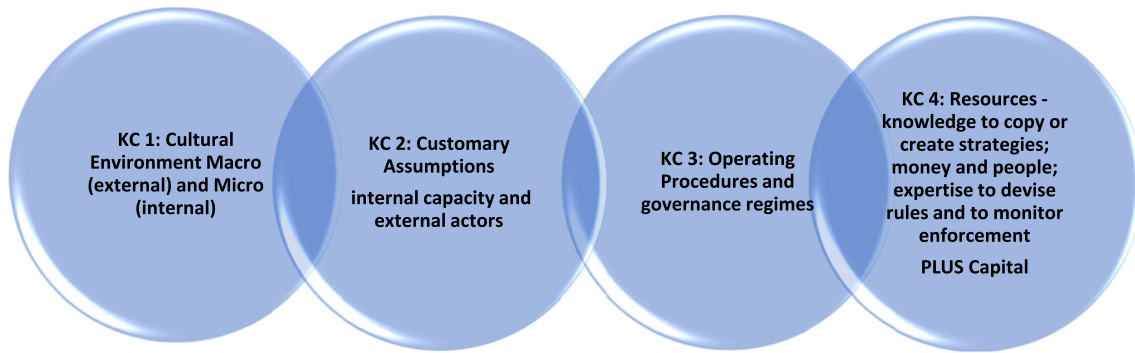 KC 1: Cultural
Environment Macro
(external) and Micro
(internal)
KC 2: Customary
Assumptions
internal capacity and
external actors
KC 3: Operating
Procedures and
governance regimes
KC 4: Resources -
knowledge to copy or
create strategies;
money and people;
expertise to devise
rules and to monitor
enforcement
PLUS Capital